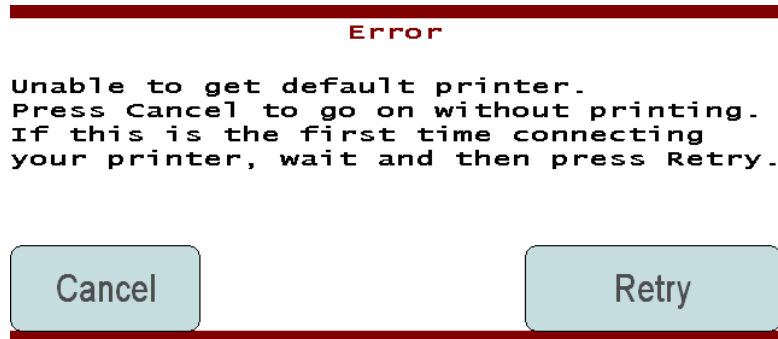 Error
Unable to get default printer.
Press Cancel to go on without printing.
If this is the first time connecting
your printer, wait and then press Retry.
Cancel
Retry